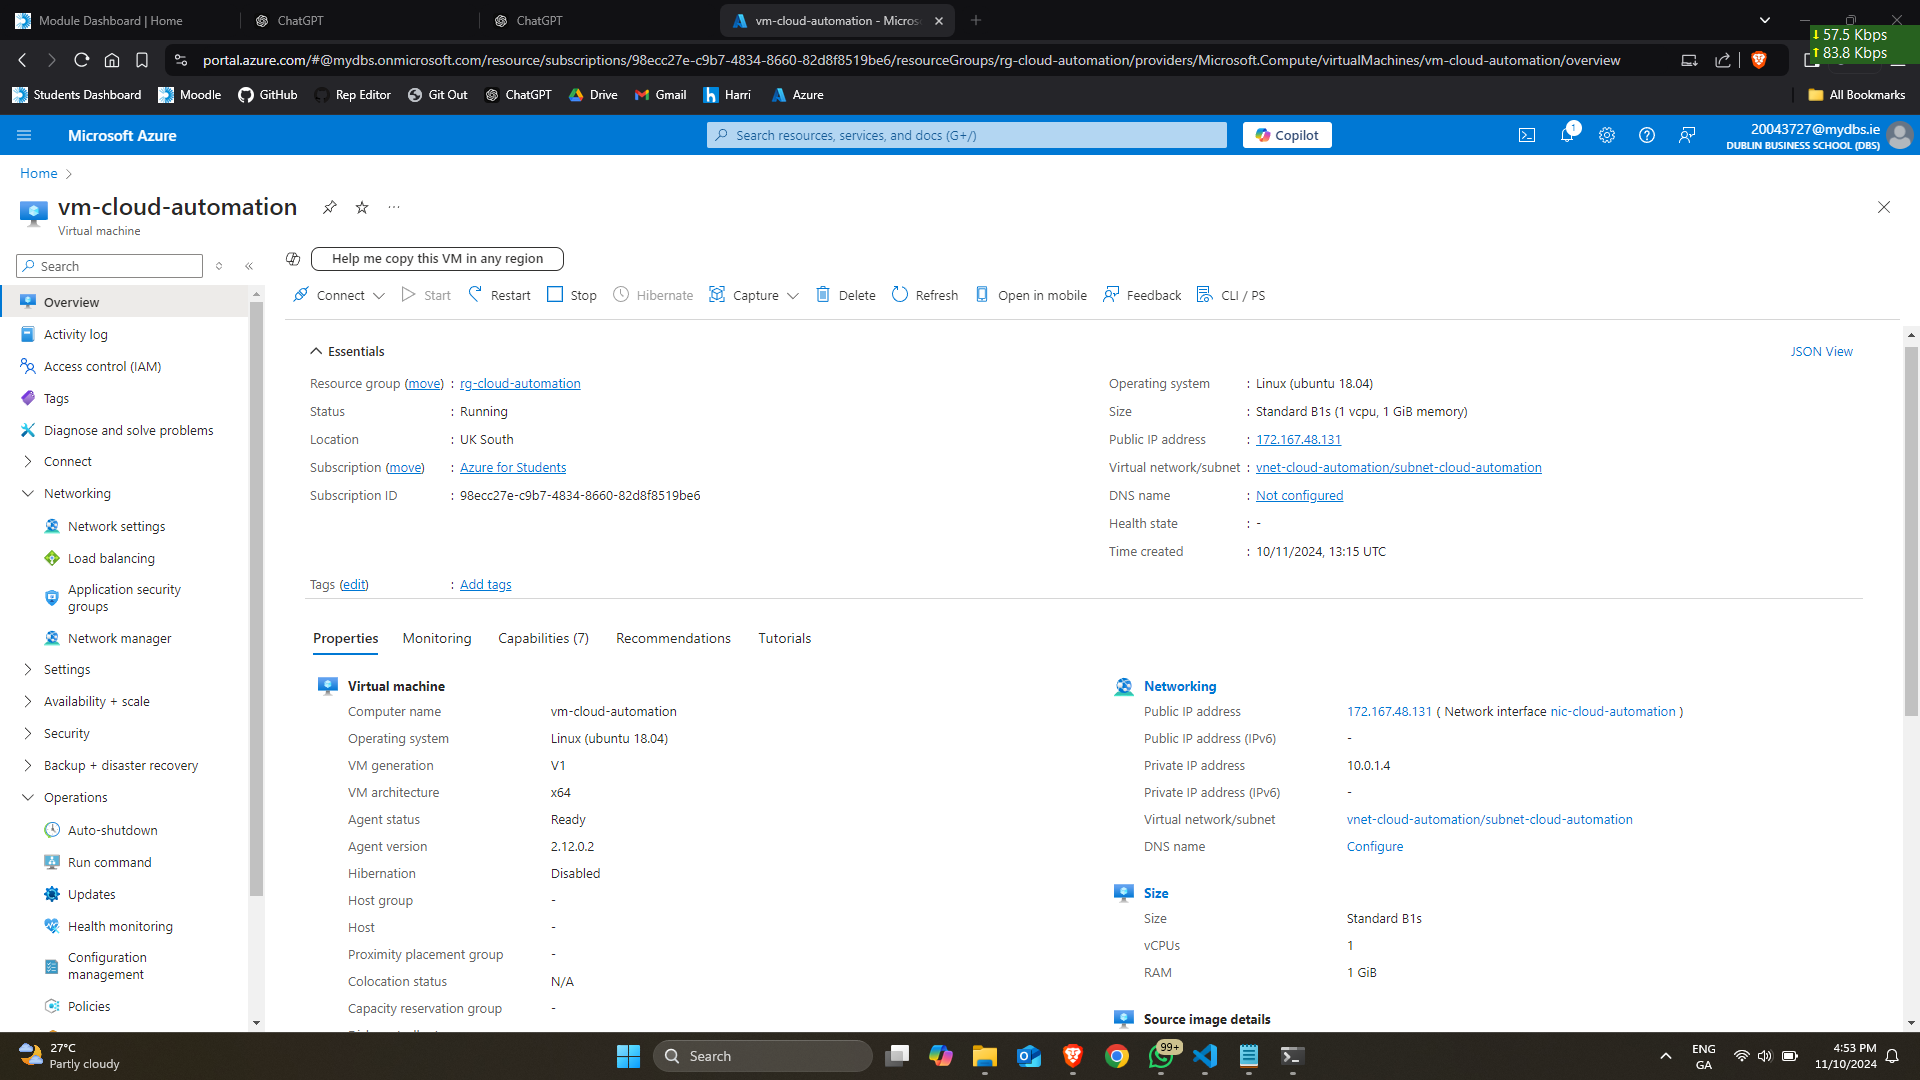 Module Dashboard | Home
ChatGPT
ChatGPT
vm-cloud-automation - Micros
57.5 Kbps
83.8 Kbps
portal.azure.com/#@mydbs.onmicrosoft.com/resource/subscriptions/98ecc27e-c9b7-4834-8660-82d8f8519be6/resourceGroups/rg-cloud-automation/providers/Microsoft.Compute/virtualMachines/vm-cloud-automation/overview
Students Dashboard Moodle GitHub Rep Editor Git Out ChatGPT Drive Gmail Harri Azure All Bookmarks
Microsoft Azure
Search resources, services, and docs (G+/)
Copilot
1
20043727@mydbs.ie
DUBLIN BUSINESS SCHOOL (DBS)
Home
vm-cloud-automation
Virtual machine
Search
Help me copy this VM in any region
Connect Start Restart Stop Hibernate Capture Delete Refresh Open in mobile Feedback CLI / PS
Overview
Activity log
Access control (IAM)
Tags
Diagnose and solve problems
Connect
Networking
Network settings
Load balancing
Application security
groups
Network manager
Settings
Availability + scale
Security
Backup + disaster recovery
Operations
Auto-shutdown
Run command
Updates
Health monitoring
Configuration
management
Policies
Essentials
JSON View
Resource group (move) : rg-cloud-automation
Status : Running
Location : UK South
Subscription (move) : Azure for Students
Subscription ID : 98ecc27e-c9b7-4834-8660-82d8f8519be6
Operating system : Linux (ubuntu 18.04)
Size : Standard B1s (1 vcpu, 1 GiB memory)
Public IP address : 172.167.48.131
Virtual network/subnet : vnet-cloud-automation/subnet-cloud-automation
DNS name : Not configured
Health state : -
Time created : 10/11/2024, 13:15 UTC
Tags (edit) : Add tags
Properties Monitoring Capabilities (7) Recommendations Tutorials
Virtual machine
Computer name vm-cloud-automation
Operating system Linux (ubuntu 18.04)
VM generation V1
VM architecture x64
Agent status Ready
Agent version 2.12.0.2
Hibernation Disabled
Host group -
Host -
Proximity placement group -
Colocation status N/A
Capacity reservation group -
Networking
Public IP address 172.167.48.131 ( Network interface nic-cloud-automation )
Public IP address (IPv6) -
Private IP address 10.0.1.4
Private IP address (IPv6) -
Virtual network/subnet vnet-cloud-automation/subnet-cloud-automation
DNS name Configure
Size
Size Standard B1s
vCPUs 1
RAM 1 GiB
Source image details
27°C
Partly cloudy
Search
99+
ENG
GA
4:53 PM
11/10/2024